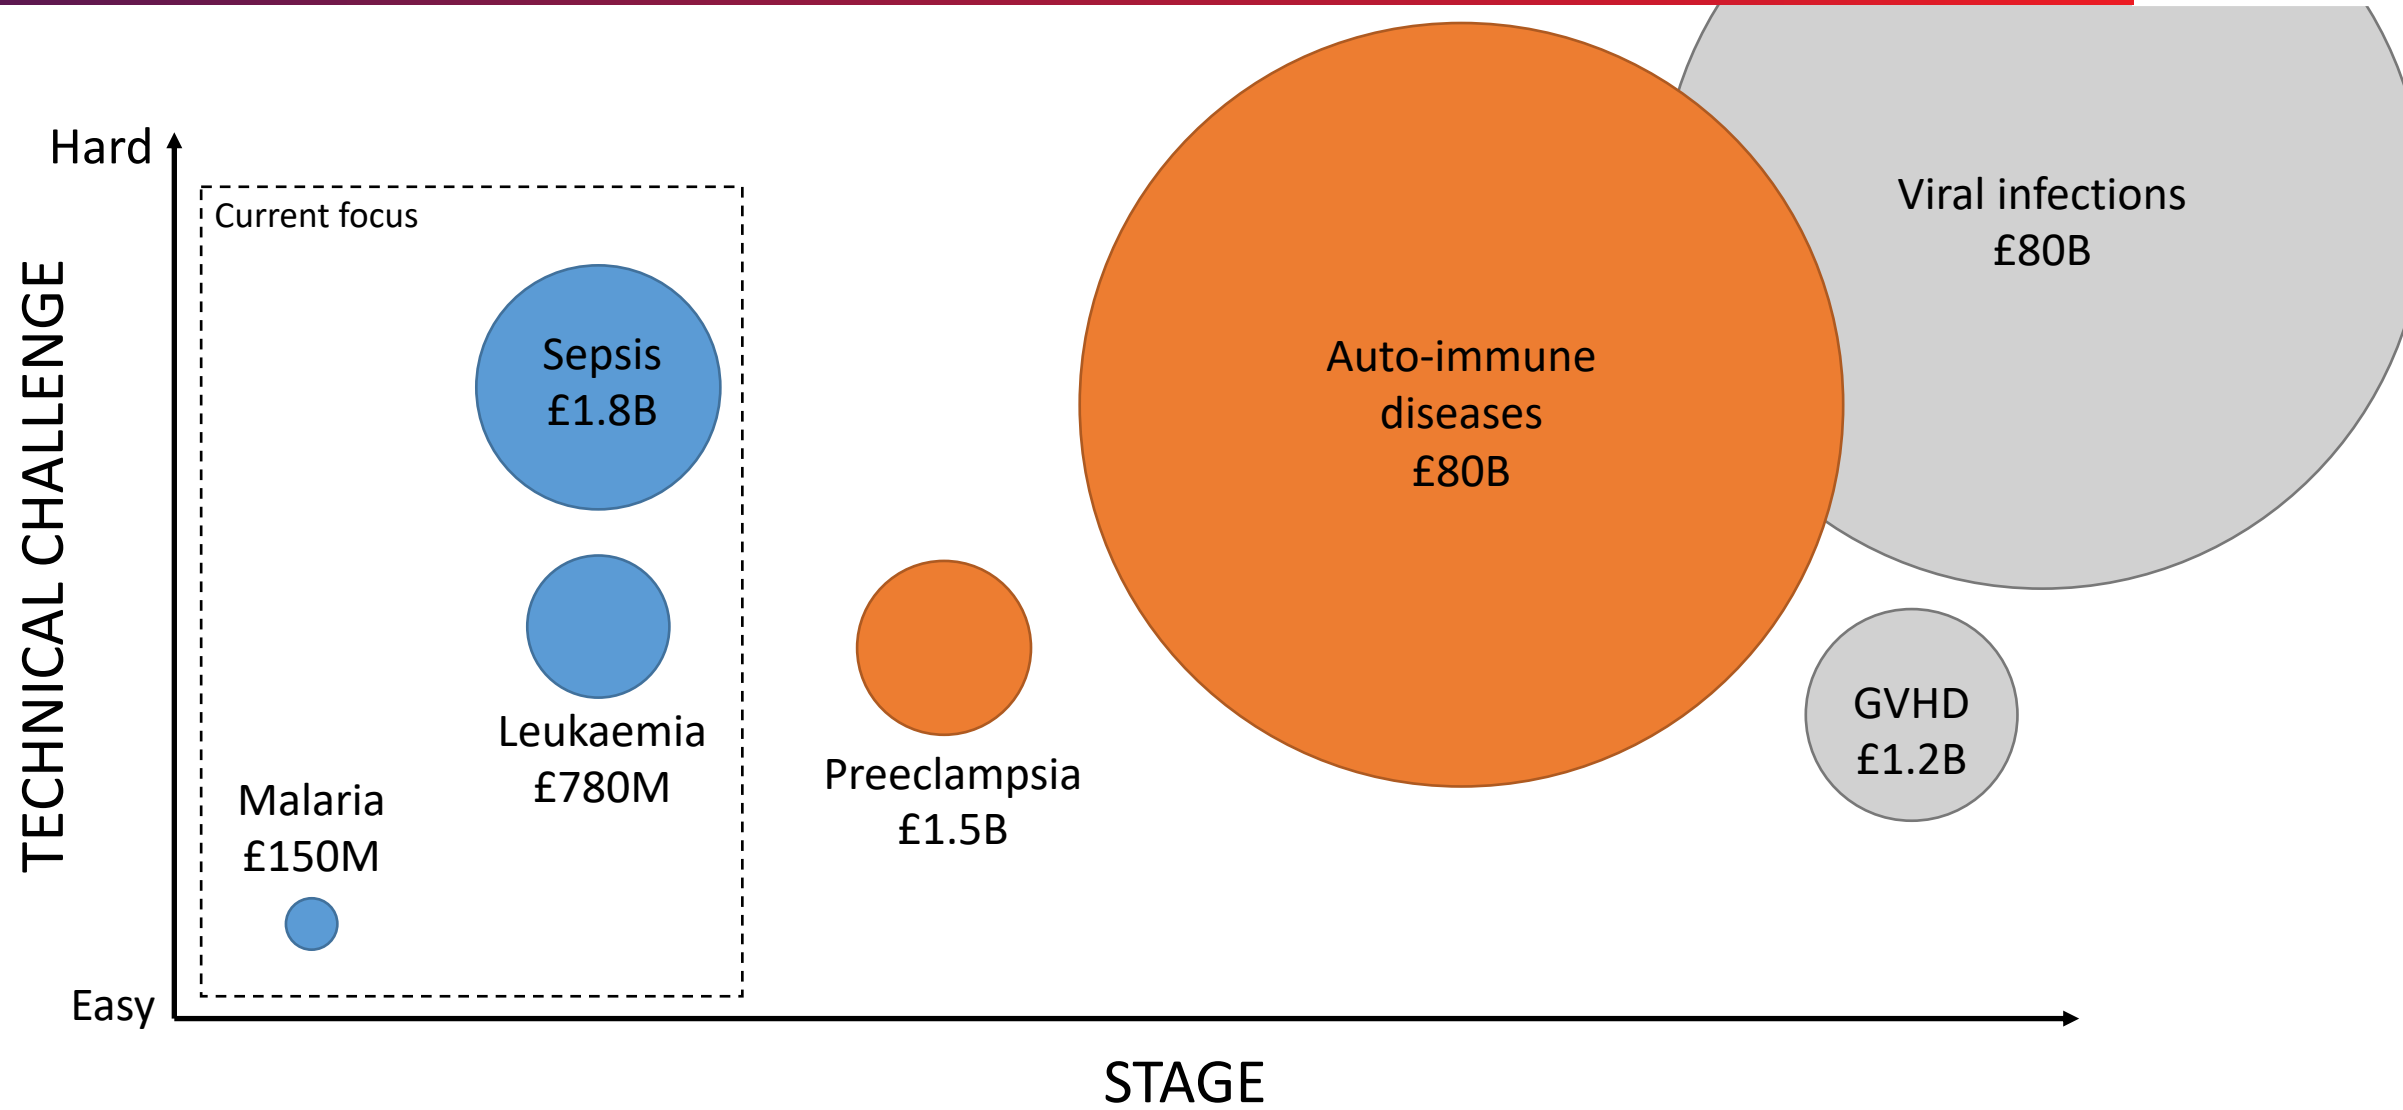 Hard
Current focus
TECHNICAL CHALLENGE
Sepsis
£1.8B
Leukaemia
£780M
Malaria
£150M
Easy
Preeclampsia
£1.5B
Auto-immune
diseases
£80B
Viral infections
£80B
GVHD
£1.2B
STAGE